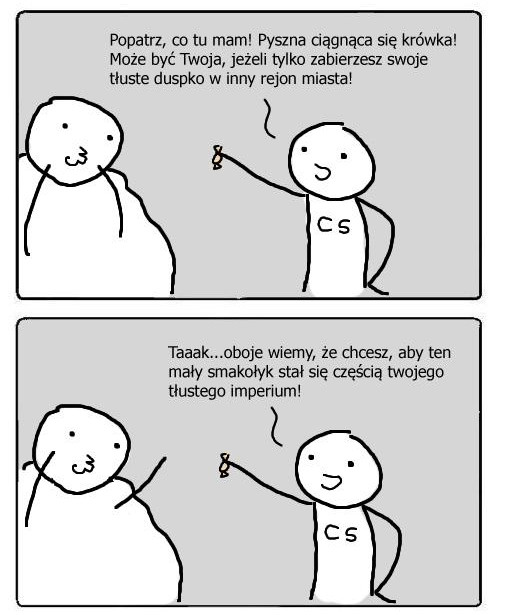 Popatrz, co tu mam! Pyszna ciągnąca się krówka!
Może być Twoja, jeżeli tylko zabierzesz swoje
tłuste duspko w inny rejon miasta!
CS
Taaak...oboje wiemy, że chcesz, aby ten
mały smakołyk stał się częścią twojego
tłustego imperium!
CS